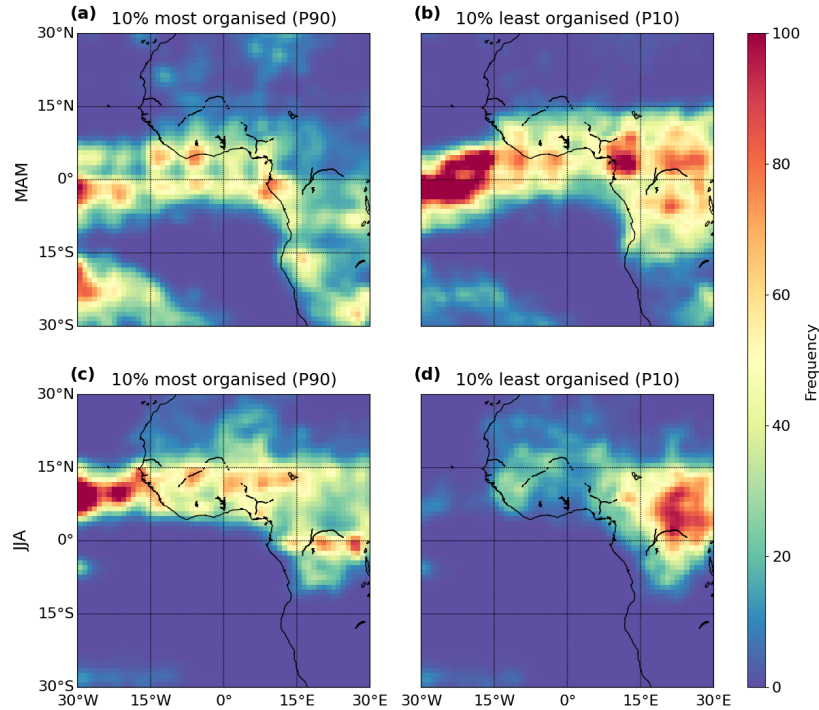 (a) 10% most organised (P90)
(b) 10% least organised (P10)
30°N
15°N
0°
15°S
30°S
MAM
100
80
60
40
20
0
Frequency
(c) 10% most organised (P90)
(d) 10% least organised (P10)
30°N
15°N
0°
15°S
30°S
JJA
30°W 15°W 0° 15°E 30°E
30°W 15°W 0° 15°E 30°E